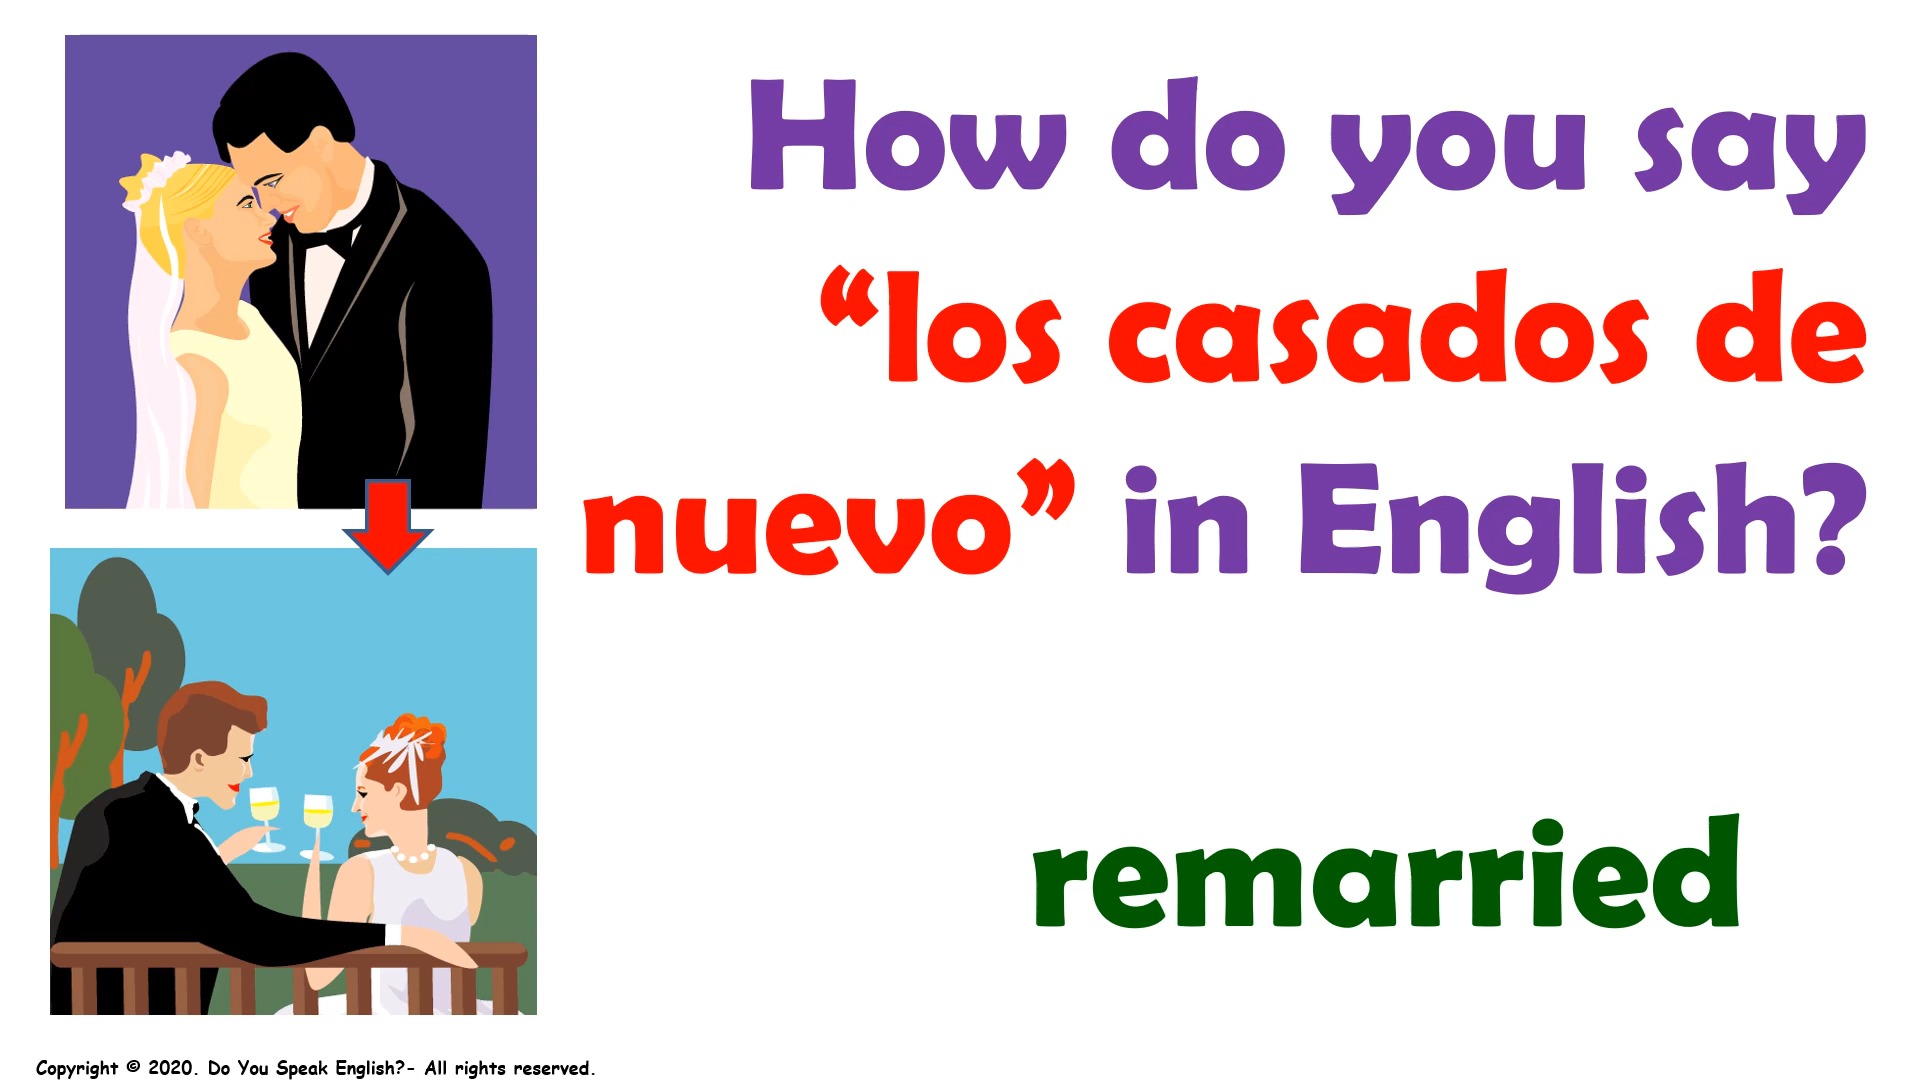 How do you say
“los casados de
nuevo” in English?
remarried
Copyright © 2020. Do You Speak English?- All rights reserved.